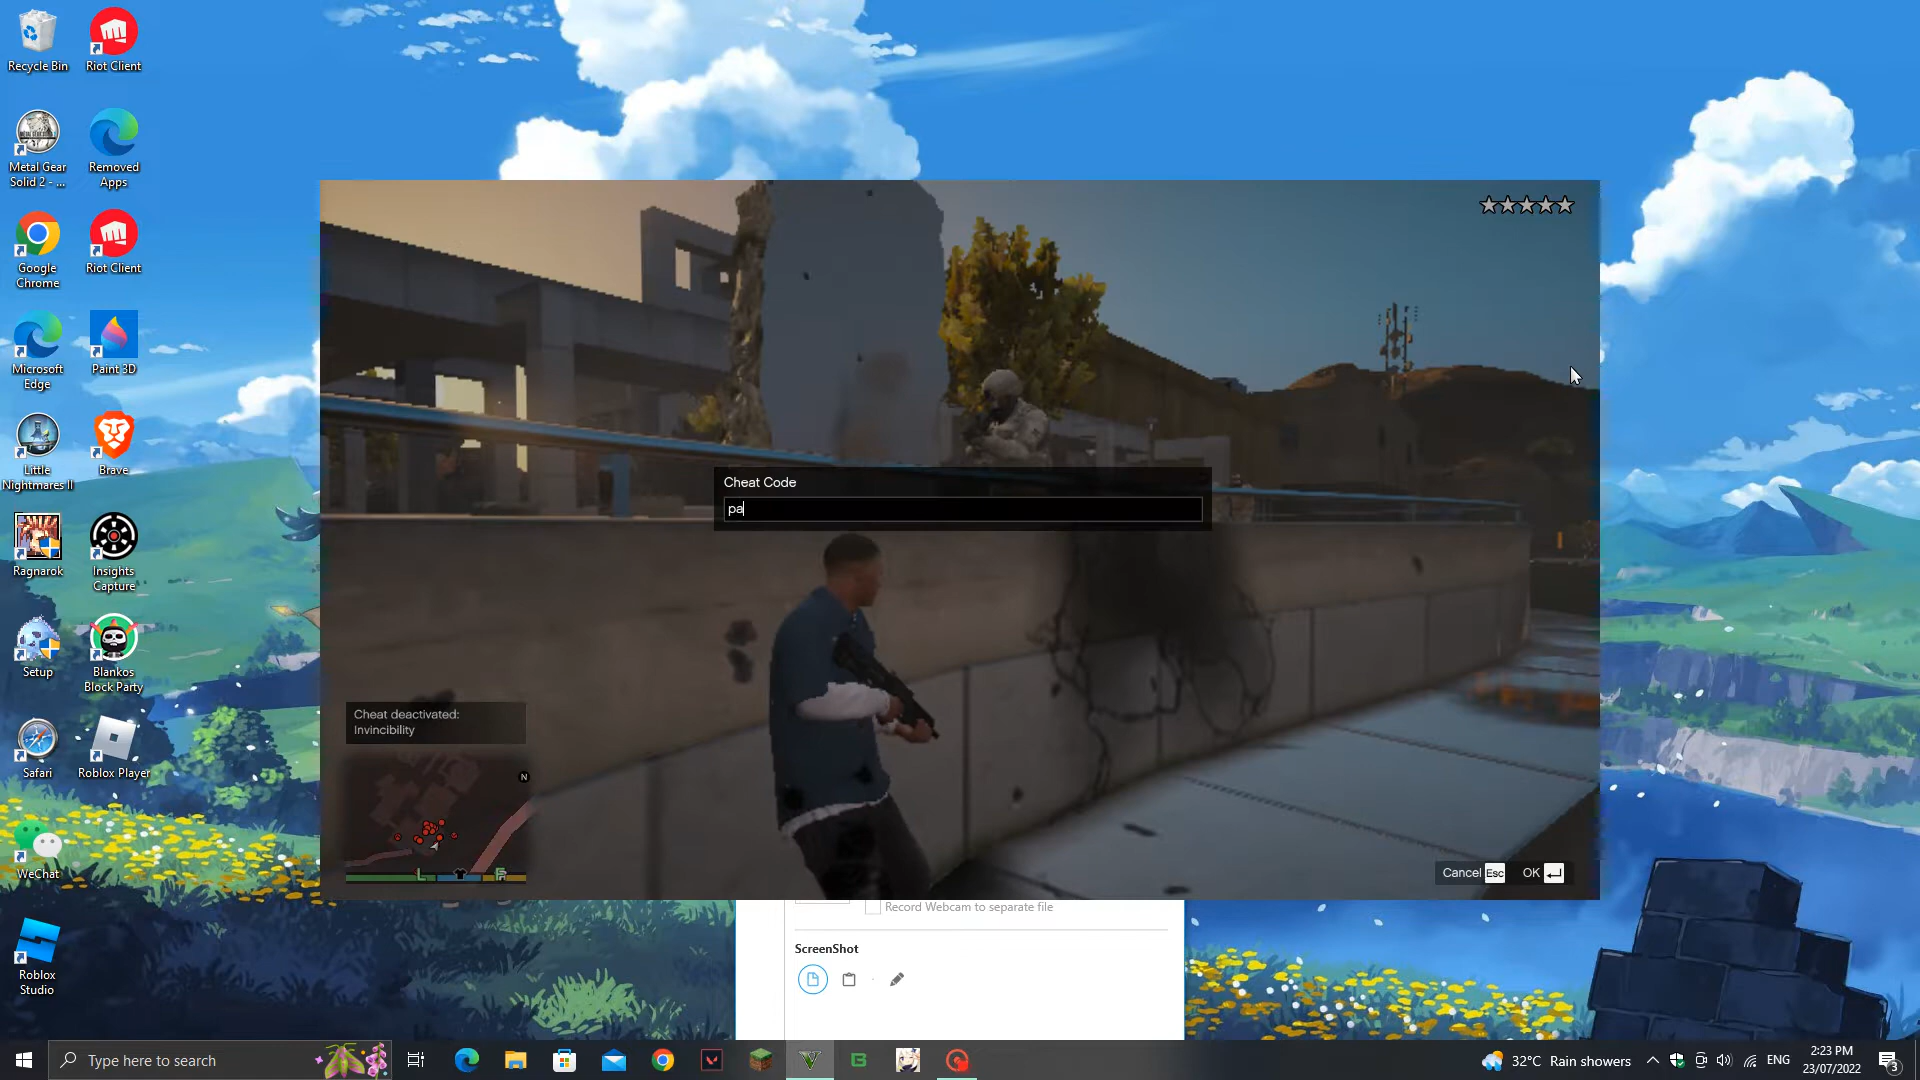 Recycle Bin
Riot Client
Metal Gear
Solid 2 - ...
Removed
Apps
Google
Chrome
Riot Client
Microsoft
Edge
Paint 3D
Little
Nightmares II
Brave
Ragnarok
Insights
Capture
Setup
Blankos
Block Party
Safari
Roblox Player
WeChat
Roblox
Studio
Cheat Code
pa
Cheat deactivated:
Invincibility
N
Cancel Esc OK
Record Webcam to separate file
ScreenShot
Type here to search
32°C Rain showers
ENG
2:23 PM
23/07/2022
3